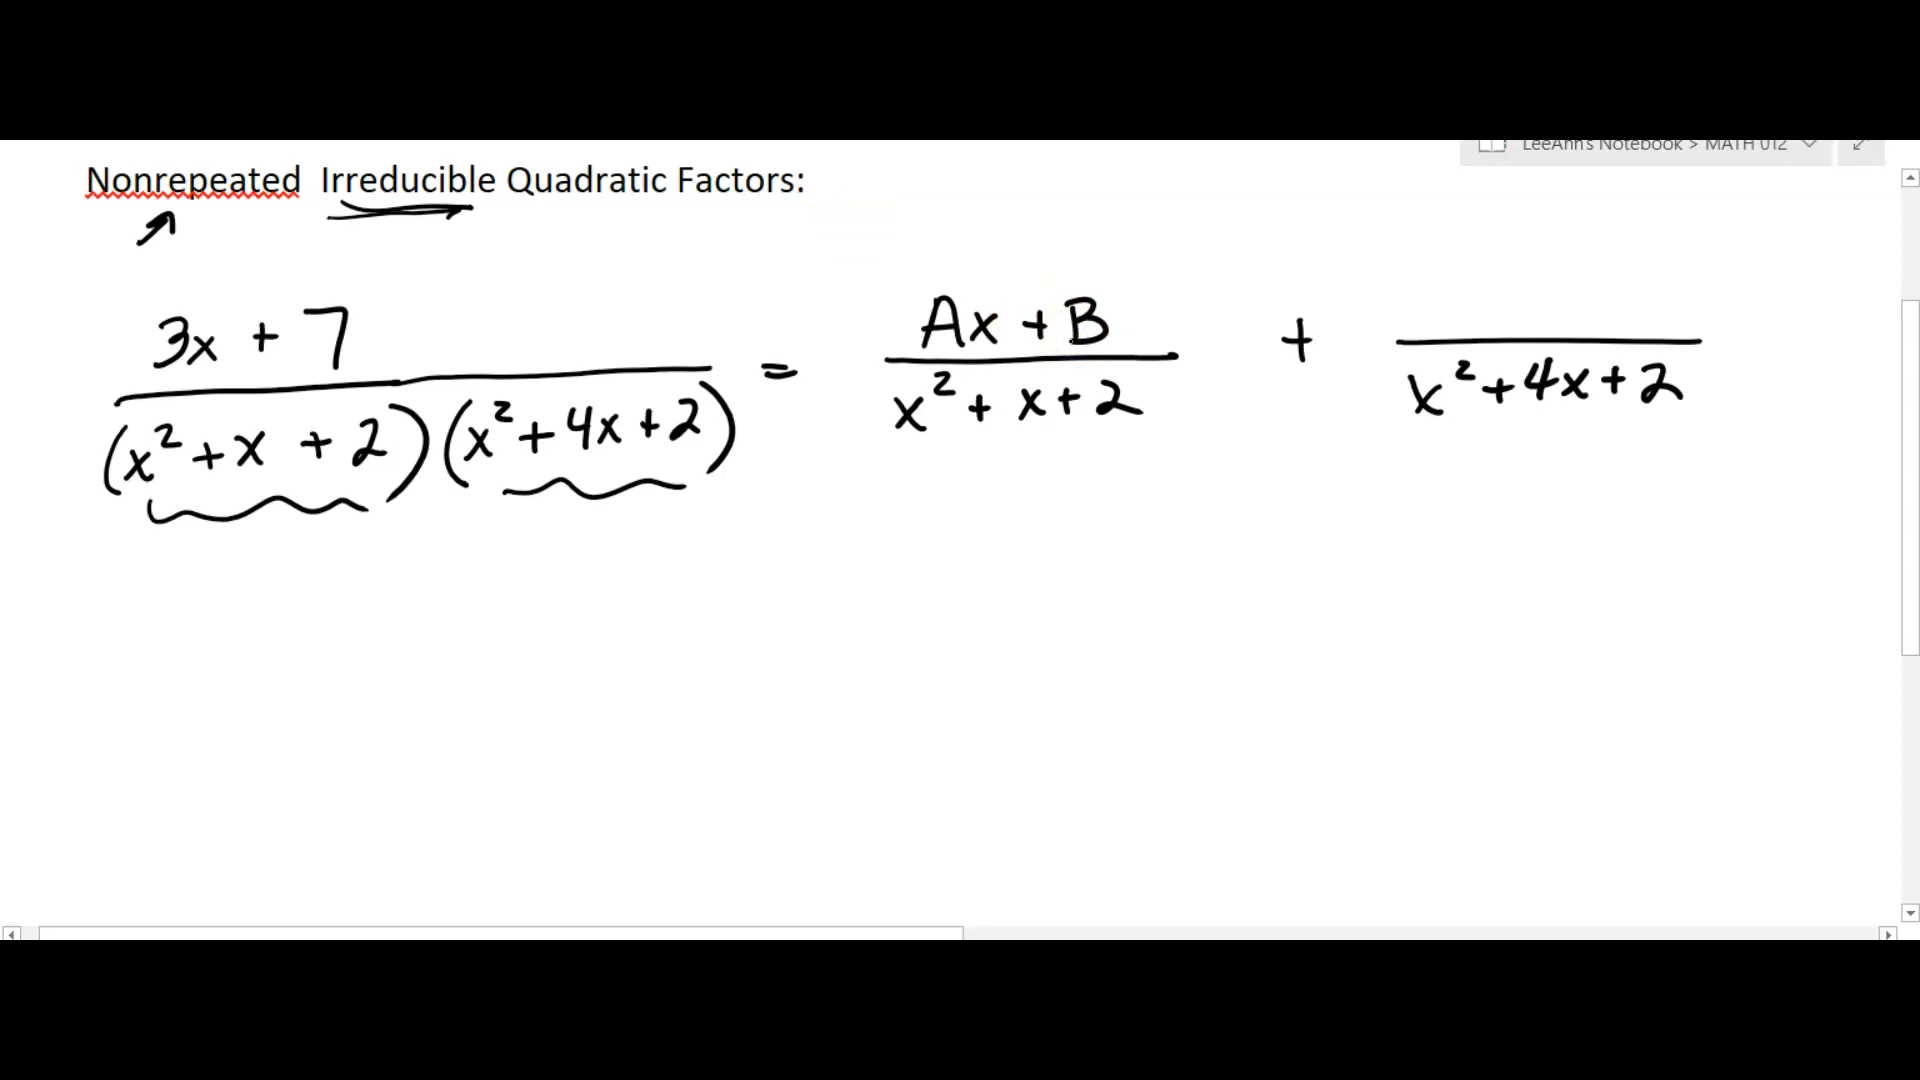 LeeAnn's Notebook > MATH 012
Nonrepeated Irreducible Quadratic Factors:
3x + 7 / (x² + x + 2)(x² + 4x + 2) = Ax + B / x² + x + 2 + / x² + 4x + 2